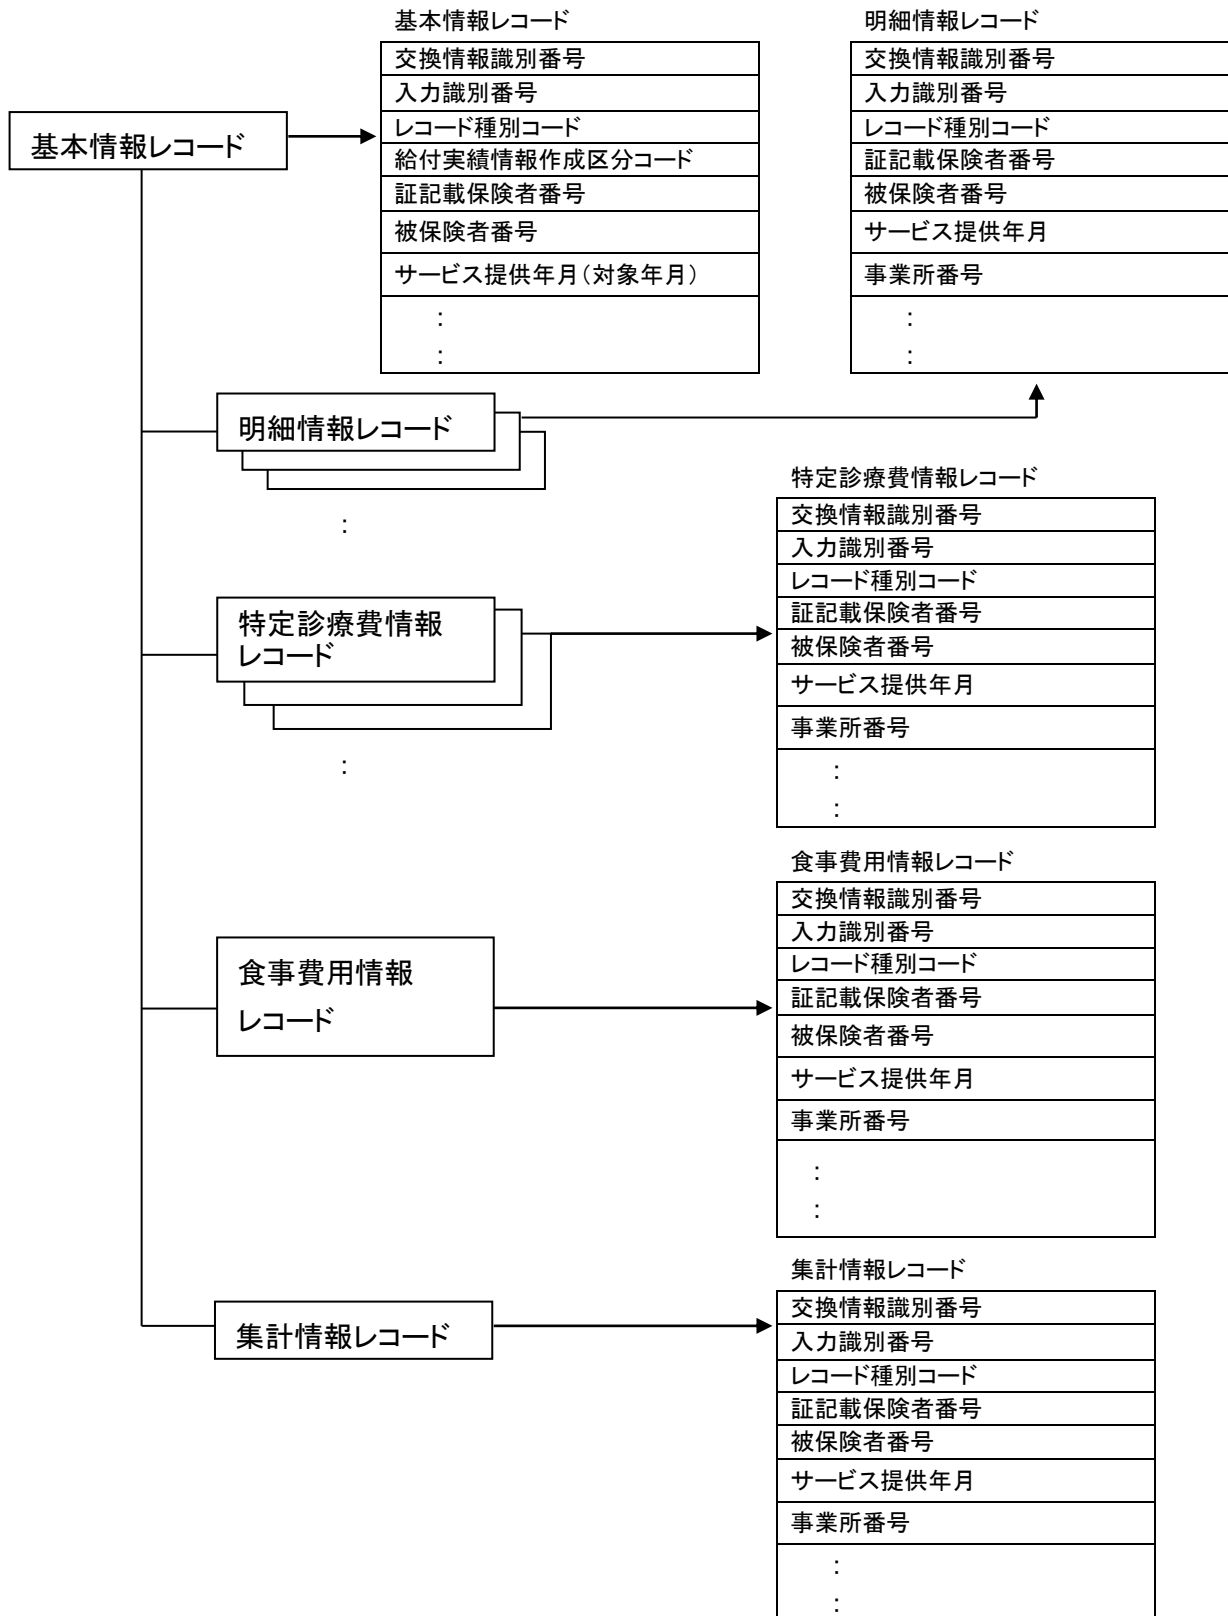 基本情報レコード
交換情報識別番号
入力識別番号
レコード種別コード
給付実績情報作成区分コード
証記載保険者番号
被保険者番号
サービス提供年月(対象年月)
:
:
明細情報レコード
交換情報識別番号
入力識別番号
レコード種別コード
証記載保険者番号
被保険者番号
サービス提供年月
事業所番号
:
:
基本情報レコード
明細情報レコード
:
特定診療費情報レコード
交換情報識別番号
入力識別番号
レコード種別コード
証記載保険者番号
被保険者番号
サービス提供年月
事業所番号
:
:
特定診療費情報
レコード
:
食事費用情報レコード
交換情報識別番号
入力識別番号
レコード種別コード
証記載保険者番号
被保険者番号
サービス提供年月
事業所番号
:
:
食事費用情報
レコード
集計情報レコード
交換情報識別番号
入力識別番号
レコード種別コード
証記載保険者番号
被保険者番号
サービス提供年月
事業所番号
:
:
集計情報レコード